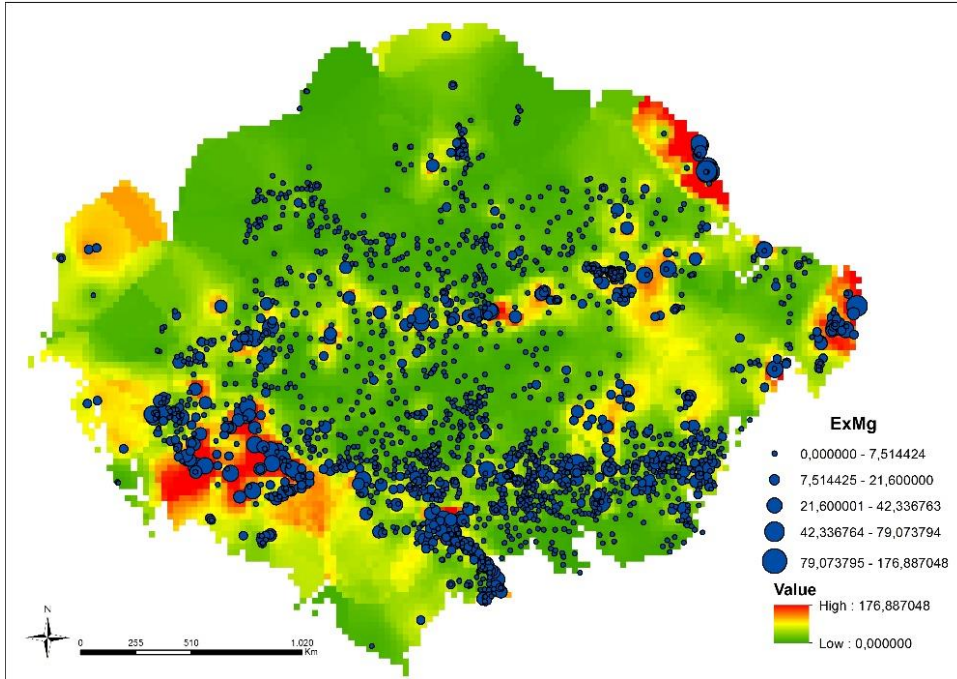 ExMg
0,000000 - 7,514424
7,514425 - 21,600000
21,600001 - 42,336763
42,336764 - 79,073794
79,073795 - 176,887048
Value
High : 176,887048
Low : 0,000000
N
0 255 510 1.020
Km